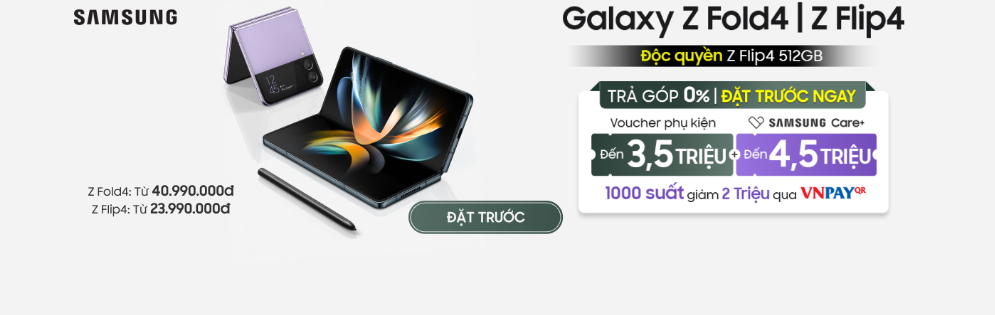 SAMSUNG
Galaxy Z Fold4 | Z Flip4
Độc quyền Z Flip4 512GB
TRẢ GÓP 0% | ĐẶT TRƯỚC NGAY
Voucher phụ kiện
SAMSUNG Care+
Đến 3,5 TRIỆU + Đến 4,5 TRIỆU
1000 suất giảm 2 Triệu qua VNPAYQR
Z Fold4: Từ 40.990.000đ
Z Flip4: Từ 23.990.000đ
ĐẶT TRƯỚC